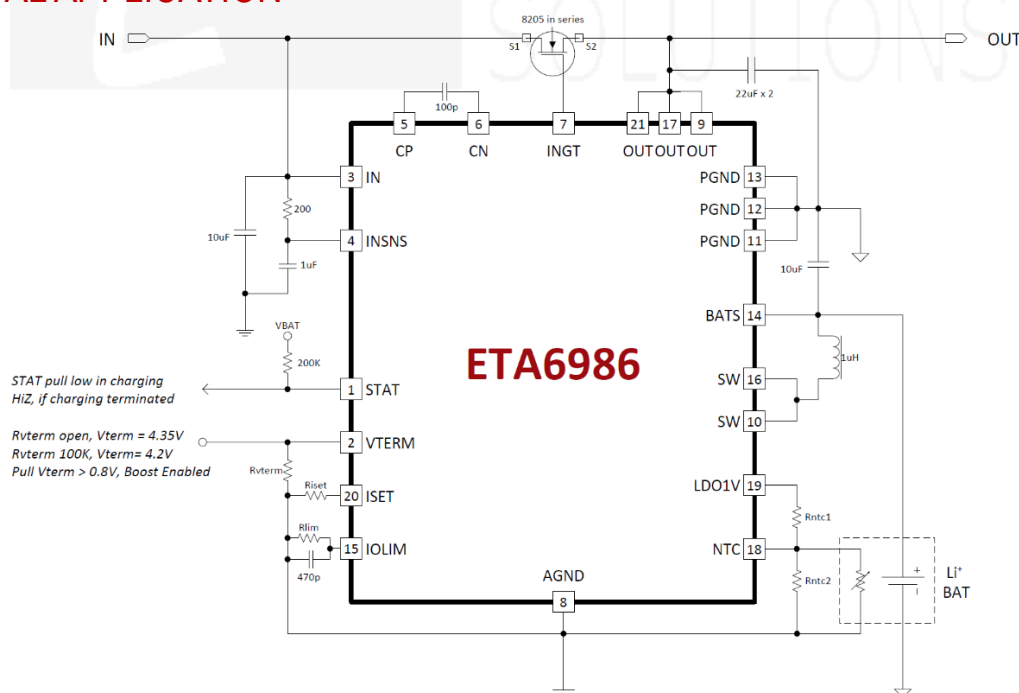 8205 in series
IN
S1
S2
OUT
SOLUTIONS
100p
22uF x 2
5
6
7
21
17
9
CP
CN
INGT
OUT OUT OUT
3 IN
PGND 13
200
PGND 12
10uF
4 INSNS
PGND 11
1uF
10uF
BATS 14
VBAT
ETA6986
1uH
200K
SW 16
STAT pull low in charging
HiZ, if charging terminated
1 STAT
SW 10
Rvterm open, Vterm = 4.35V
Rvterm 100K, Vterm= 4.2V
Pull Vterm > 0.8V, Boost Enabled
2 VTERM
Rvterm
Riset
20 ISET
LDO1V 19
Rntc1
Rlim
15 IOLIM
NTC 18
470p
Rntc2
+
-
Li+
BAT
AGND
8